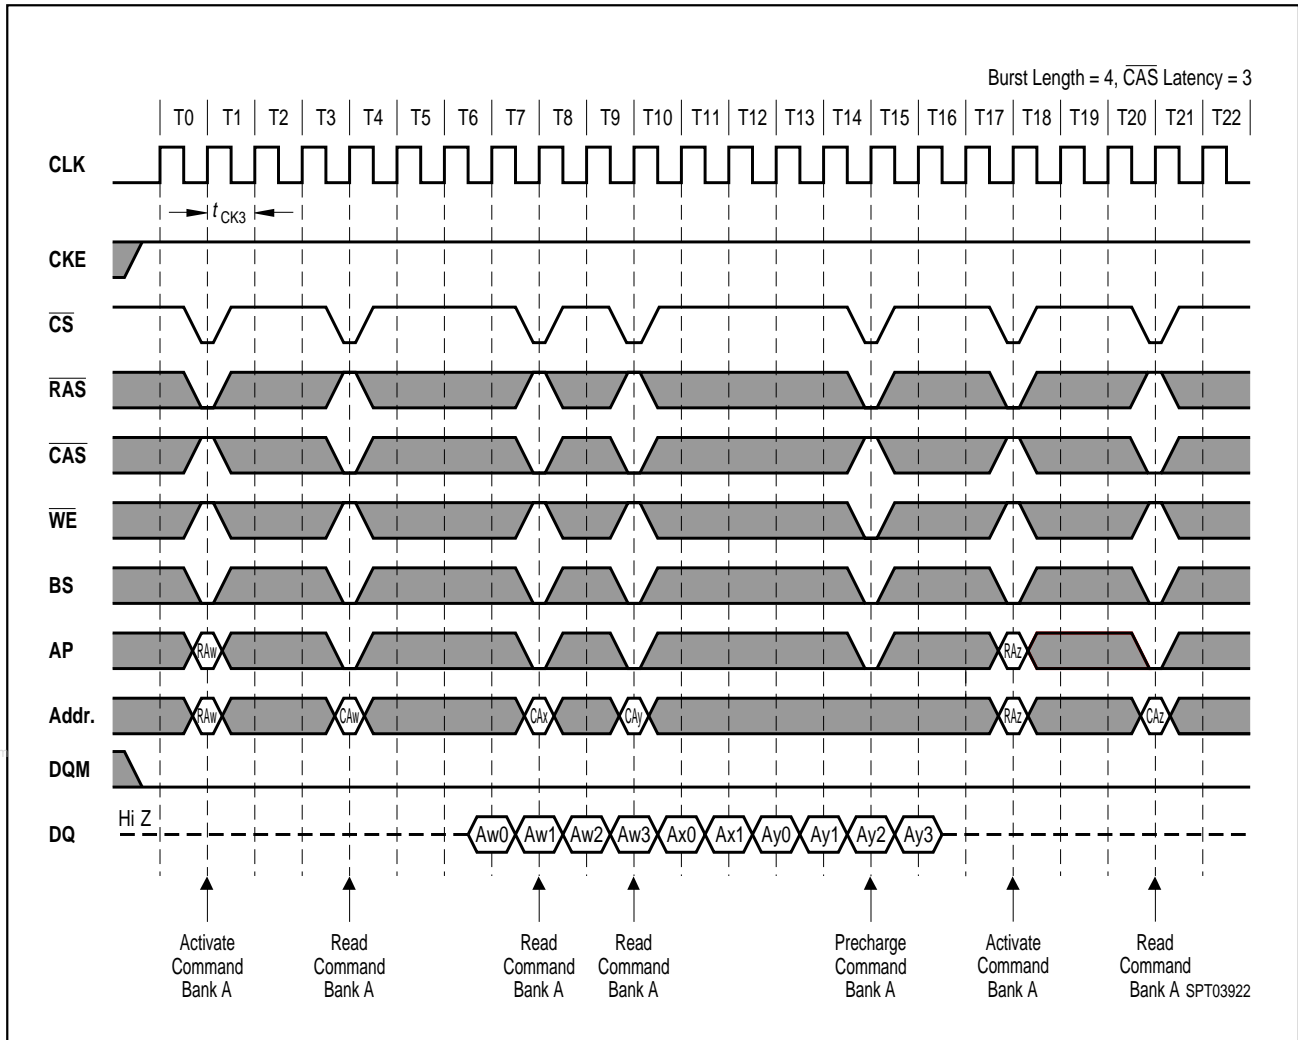 Burst Length = 4, CAS Latency = 3
T0 T1 T2 T3 T4 T5 T6 T7 T8 T9 T10 T11 T12 T13 T14 T15 T16 T17 T18 T19 T20 T21 T22
CLK
t CK3
CKE
CS
RAS
CAS
WE
BS
AP RAw RAz
Addr. RAw CAw CAx CAy RAz CAz
DQM
Hi Z
DQ Aw0 Aw1 Aw2 Aw3 Ax0 Ax1 Ay0 Ay1 Ay2 Ay3
Activate Read Read Read Precharge Activate Read
Command Command Command Command Command Command Command
Bank A Bank A Bank A Bank A Bank A Bank A Bank A SPT03922